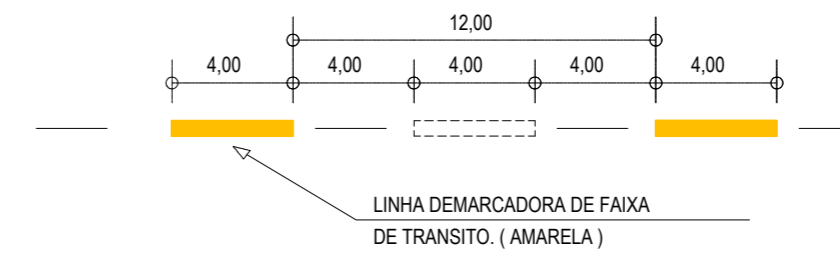 12,00
4,00 4,00 4,00 4,00 4,00
LINHA DEMARCADORA DE FAIXA
DE TRANSITO. ( AMARELA )